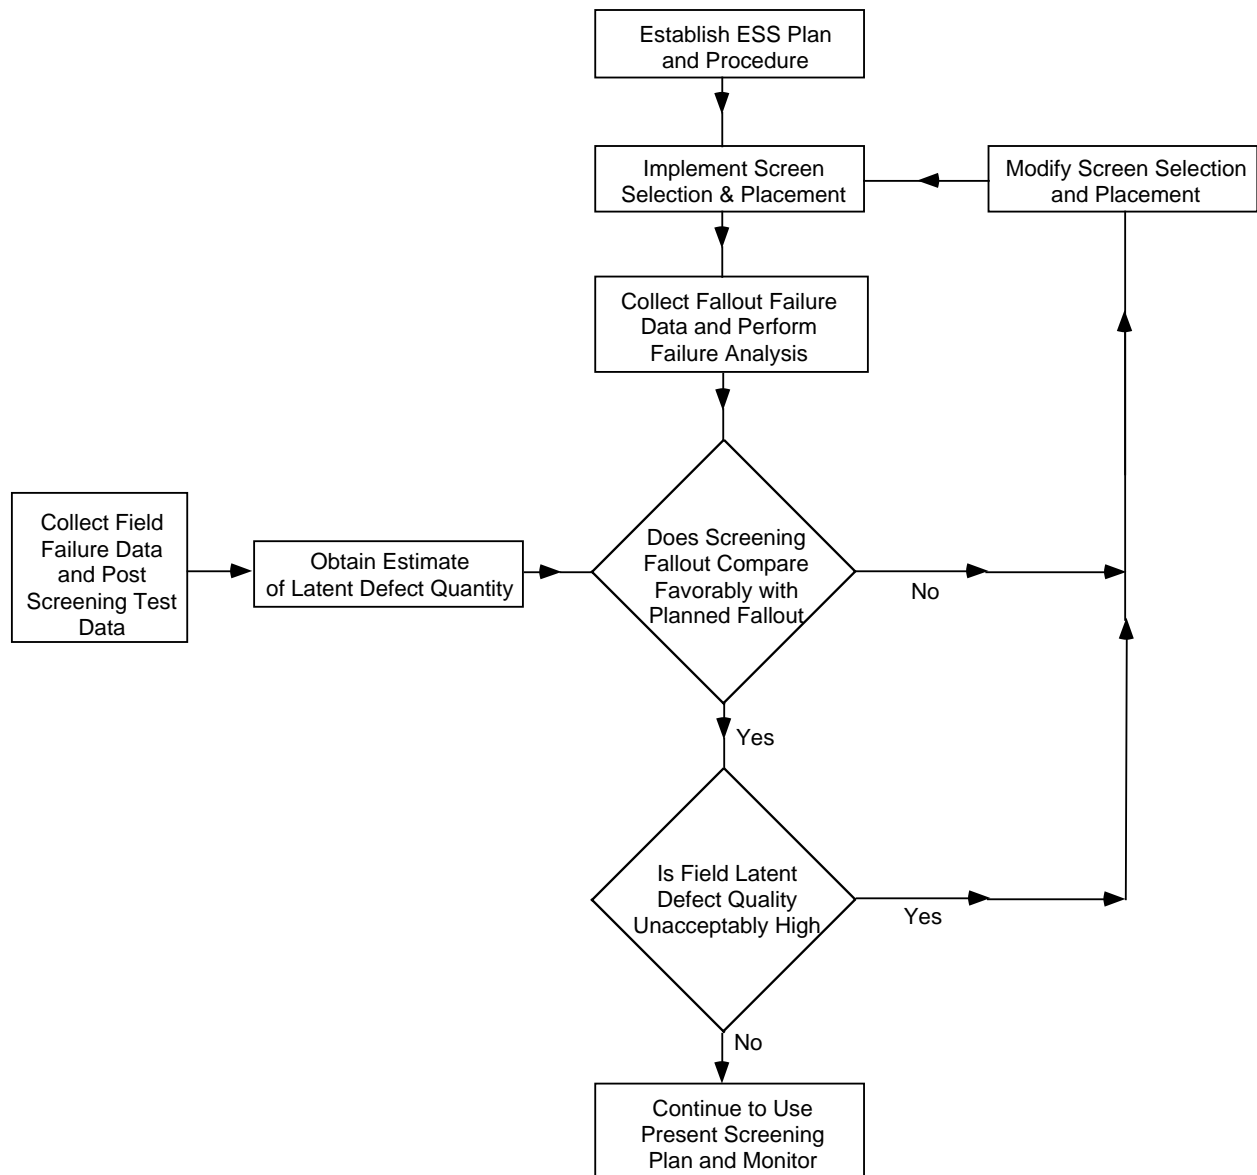 Establish ESS Plan
and Procedure
Implement Screen
Selection & Placement
Modify Screen Selection
and Placement
Collect Fallout Failure
Data and Perform
Failure Analysis
Collect Field
Failure Data
and Post
Screening Test
Data
Obtain Estimate
of Latent Defect Quantity
Does Screening
Fallout Compare
Favorably with
Planned Fallout
No
Yes
Is Field Latent
Defect Quality
Unacceptably High
Yes
No
Continue to Use
Present Screening
Plan and Monitor